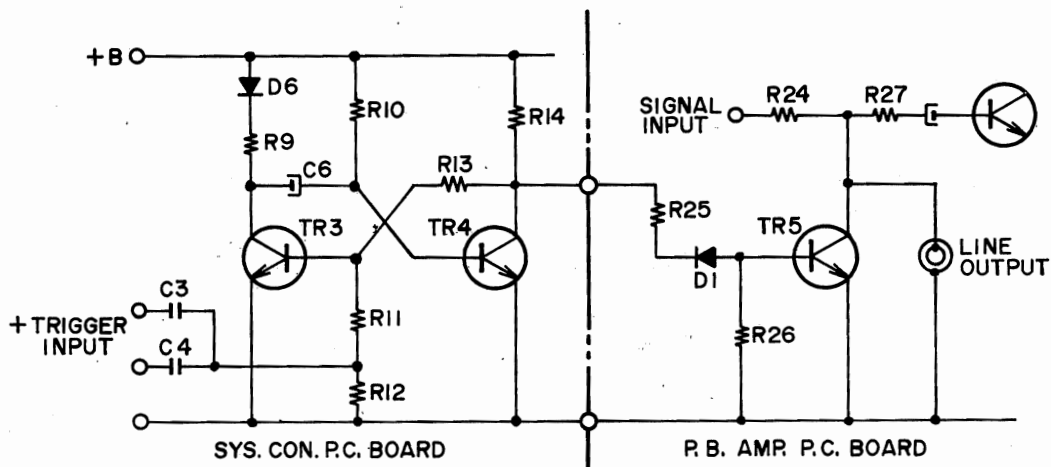 +B
D6
R10
R14
SIGNAL
INPUT
R24
R27
R9
C6
R13
R25
TR3
TR4
TR5
D1
LINE
OUTPUT
C3
+ TRIGGER
INPUT
C4
R11
R26
R12
SYS. CON. P.C. BOARD
P. B. AMP. P.C. BOARD